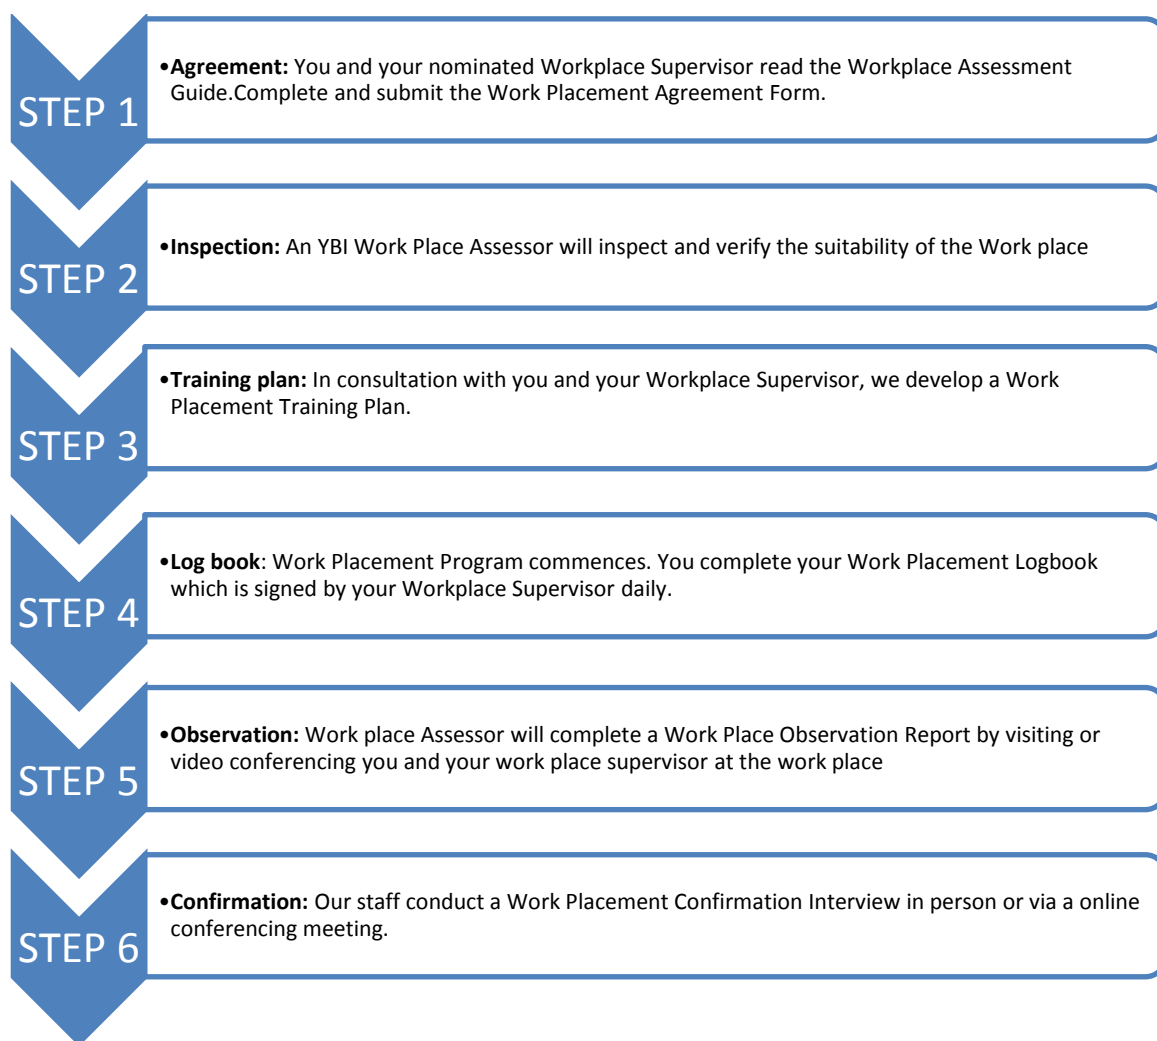 STEP 1
•Agreement: You and your nominated Workplace Supervisor read the Workplace Assessment
Guide.Complete and submit the Work Placement Agreement Form.
STEP 2
•Inspection: An YBI Work Place Assessor will inspect and verify the suitability of the Work place
STEP 3
•Training plan: In consultation with you and your Workplace Supervisor, we develop a Work
Placement Training Plan.
STEP 4
•Log book: Work Placement Program commences. You complete your Work Placement Logbook
which is signed by your Workplace Supervisor daily.
STEP 5
•Observation: Work place Assessor will complete a Work Place Observation Report by visiting or
video conferencing you and your work place supervisor at the work place
STEP 6
•Confirmation: Our staff conduct a Work Placement Confirmation Interview in person or via a online
conferencing meeting.